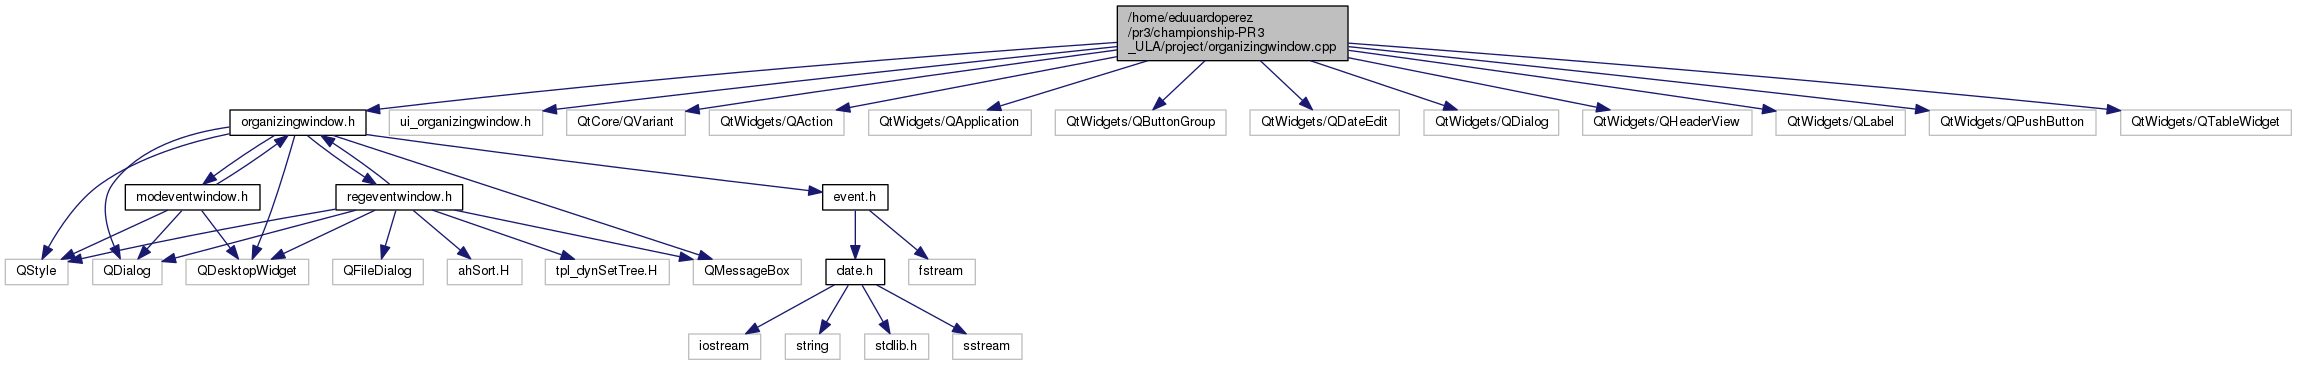 /home/eduuardoperez
/pr3/championship-PR3
_ULA/project/organizingwindow.cpp
organizingwindow.h
ui_organizingwindow.h
QtCore/QVariant
QtWidgets/QAction
QtWidgets/QApplication
QtWidgets/QButtonGroup
QtWidgets/QDateEdit
QtWidgets/QDialog
QtWidgets/QHeaderView
QtWidgets/QLabel
QtWidgets/QPushButton
QtWidgets/QTableWidget
modeventwindow.h
regeventwindow.h
event.h
QStyle
QDialog
QDesktopWidget
QFileDialog
ahSort.H
tpl_dynSetTree.H
QMessageBox
date.h
fstream
iostream
string
stdlib.h
sstream